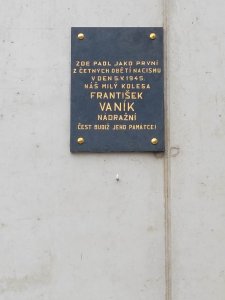 ZDE PADL JAKO PRVNÍ
Z ČETNÝCH OBĚTÍ NACISMU
V DEN 5.V.1945.
NÁŠ MILÝ KOLEGA
FRANTIŠEK
VANÍK
NADRAŽNÍ
ČEST BUDIŽ JEHO PAMÁTCE!